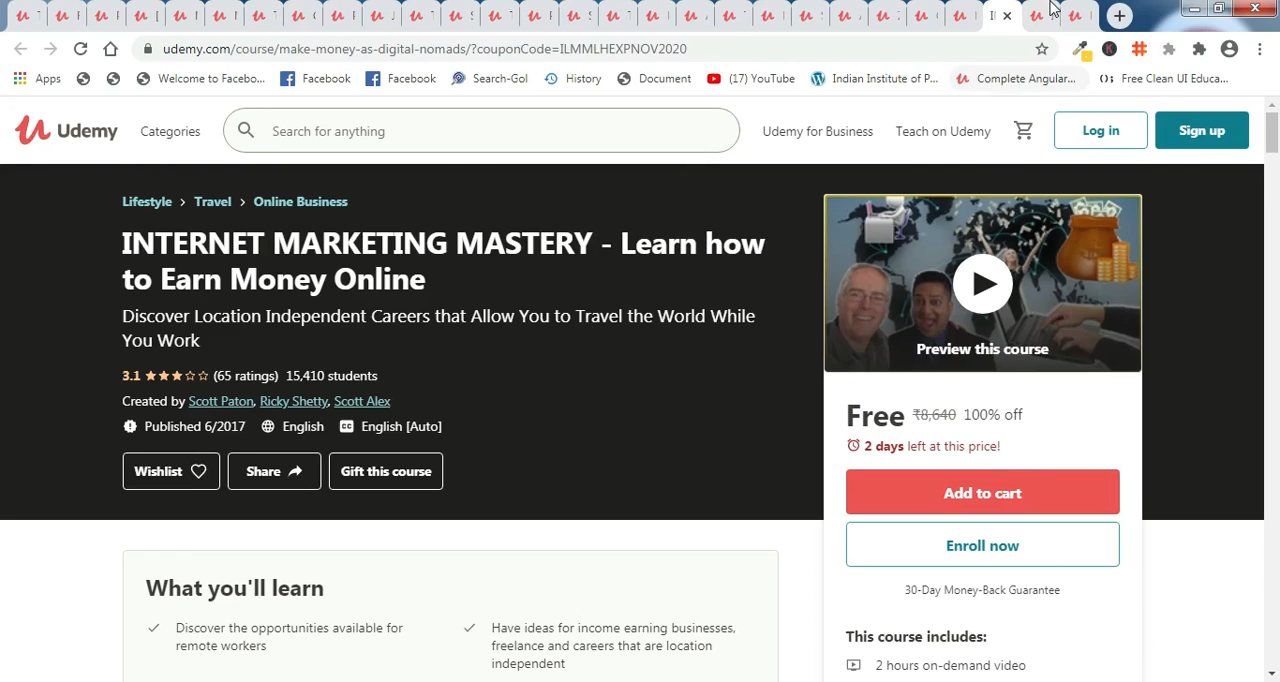 udemy.com/course/make-money-as-digital-nomads/?couponCode=ILMMLHEXPNOV2020
Apps Welcome to Facebo... Facebook Facebook Search-Gol History Document (17) YouTube Indian Institute of P... Complete Angular... Free Clean UI Educa...
Udemy Categories Search for anything Udemy for Business Teach on Udemy Log in Sign up
Lifestyle > Travel > Online Business
INTERNET MARKETING MASTERY - Learn how
to Earn Money Online
Discover Location Independent Careers that Allow You to Travel the World While
You Work
3.1 (65 ratings) 15,410 students
Created by Scott Paton, Ricky Shetty, Scott Alex
Published 6/2017 English English [Auto]
Wishlist Share Gift this course
Preview this course
Free ₹8,640 100% off
2 days left at this price!
Add to cart
Enroll now
30-Day Money-Back Guarantee
This course includes:
2 hours on-demand video
What you'll learn
Discover the opportunities available for
remote workers
Have ideas for income earning businesses,
freelance and careers that are location
independent